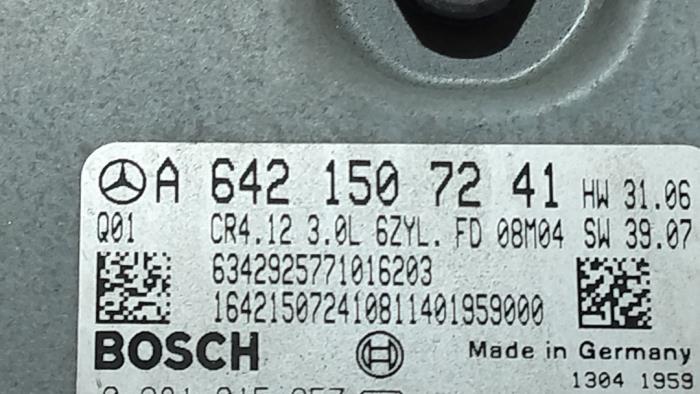 A 642 150 72 41 HW 31.06
Q01 CR4.12 3.0L 6ZYL. FD 08M04 SW 39.07
6342925771016203
164215072410811401959000
BOSCH Made in Germany
1304 1959